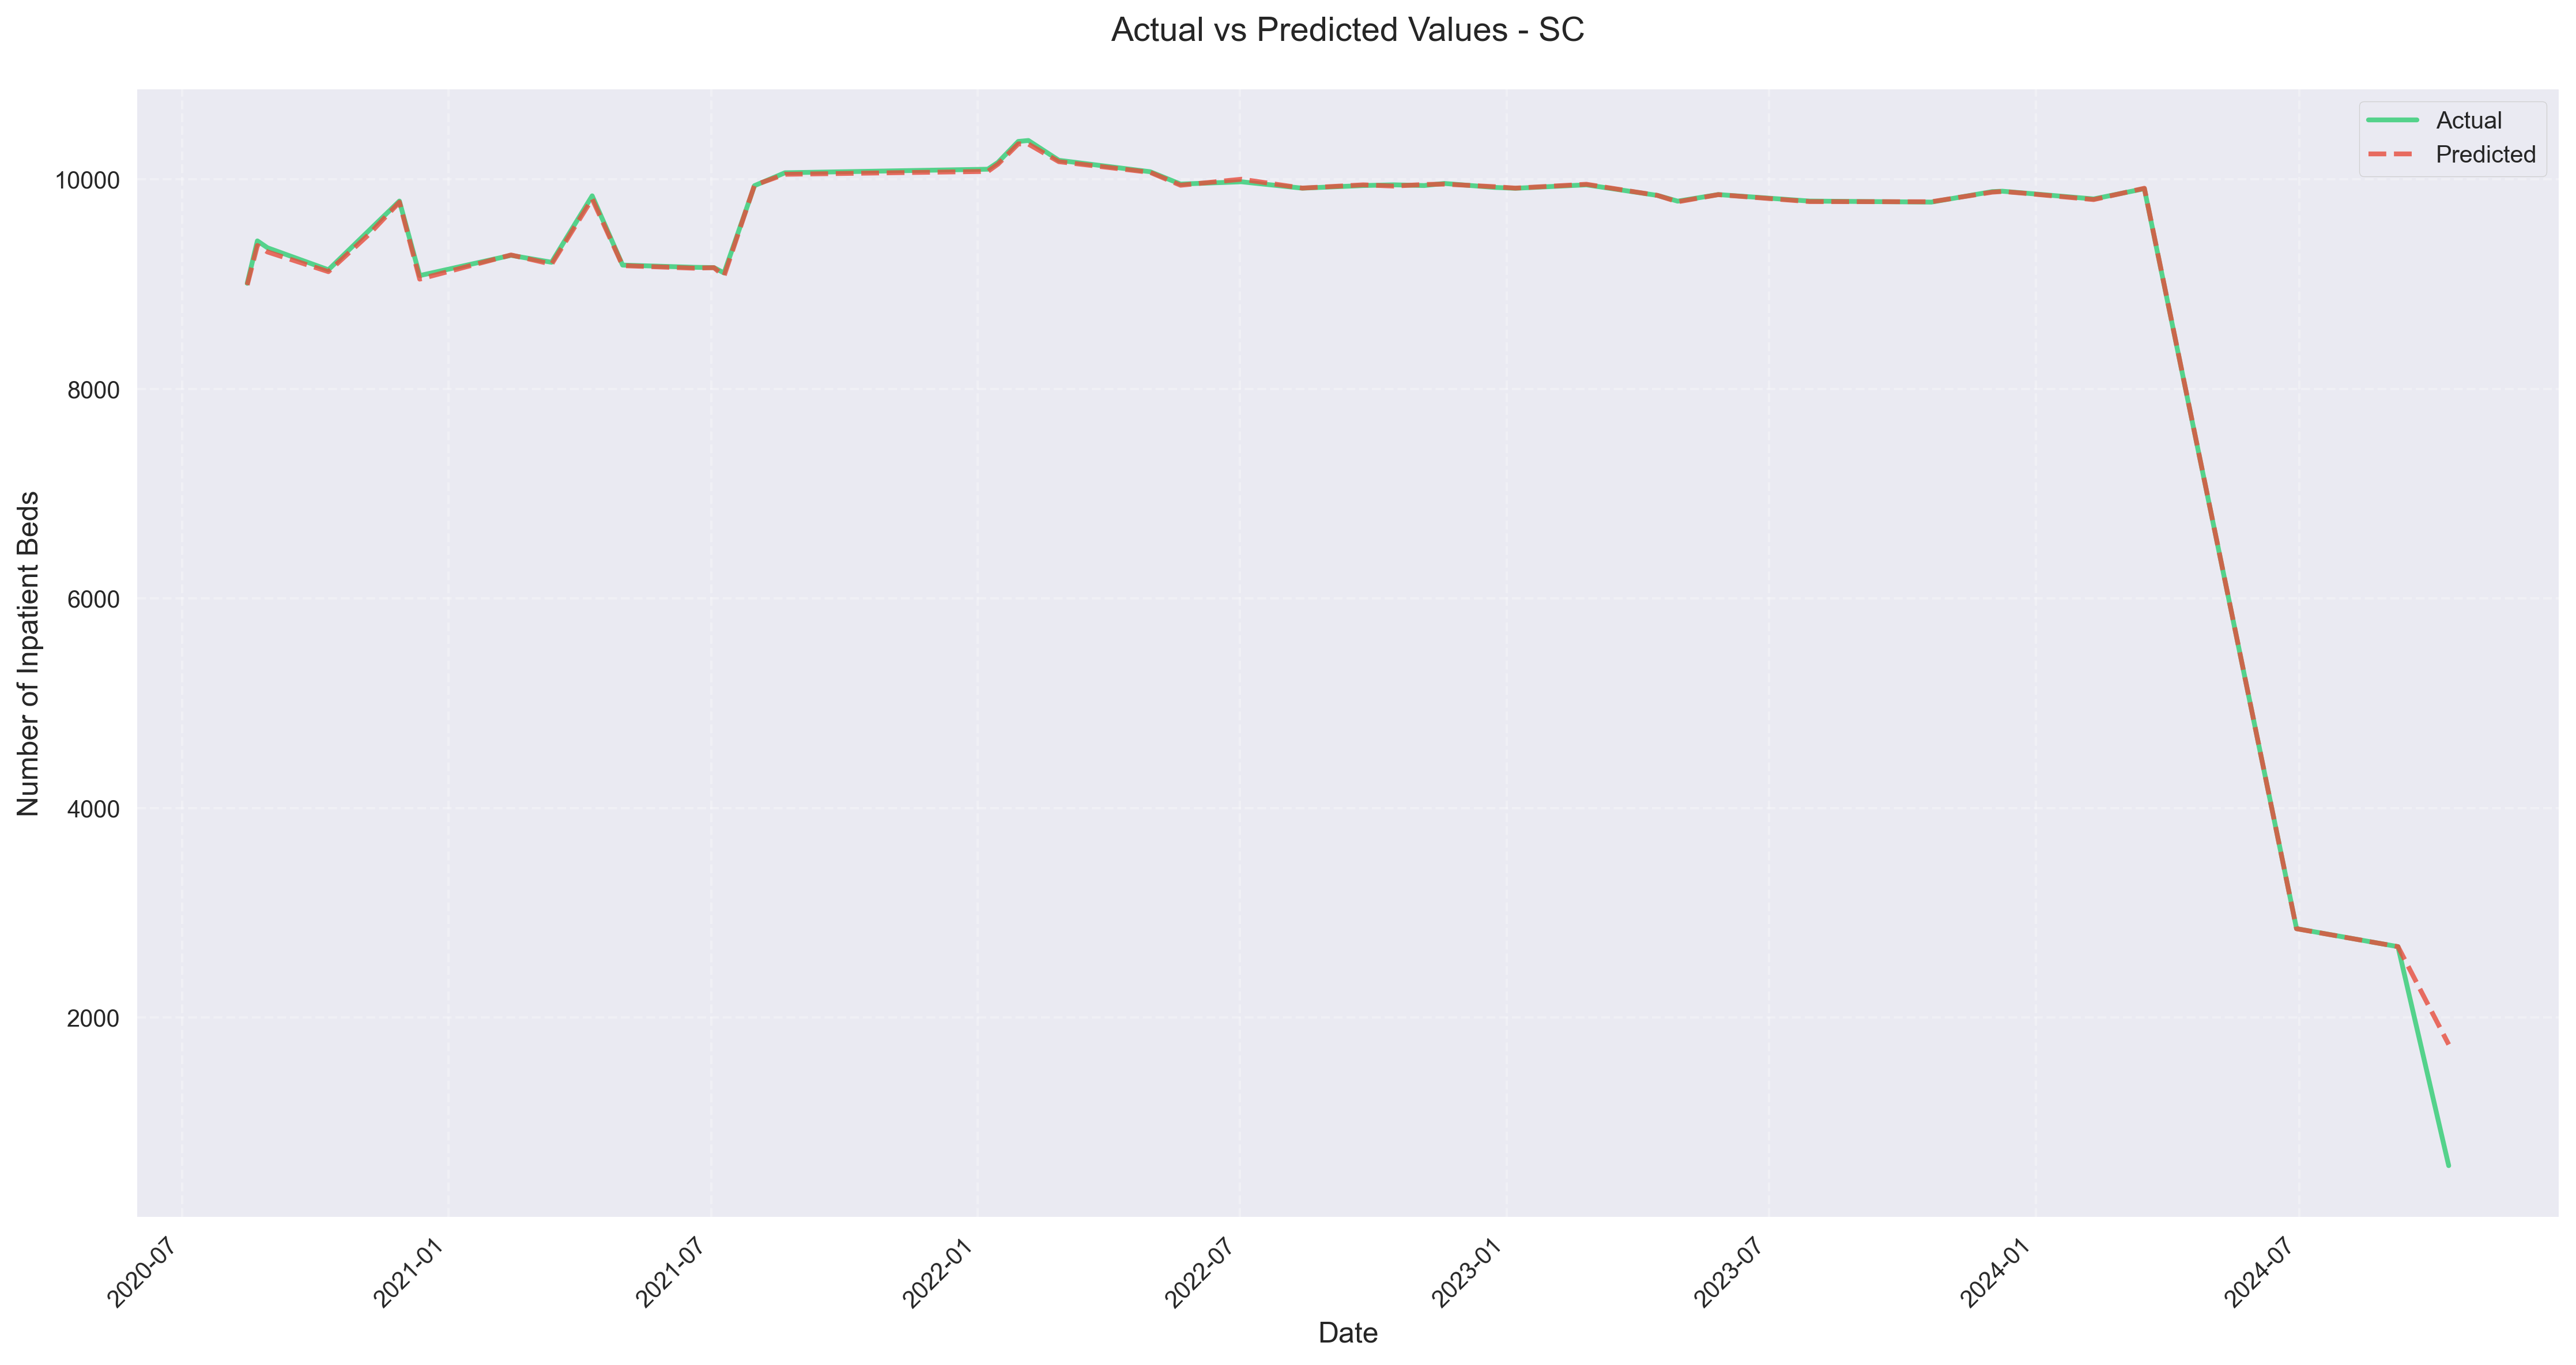 Actual vs Predicted Values - SC
Actual
Predicted
Number of Inpatient Beds
10000
8000
6000
4000
2000
2020-07
2021-01
2021-07
2022-01
2022-07
2023-01
2023-07
2024-01
2024-07
Date